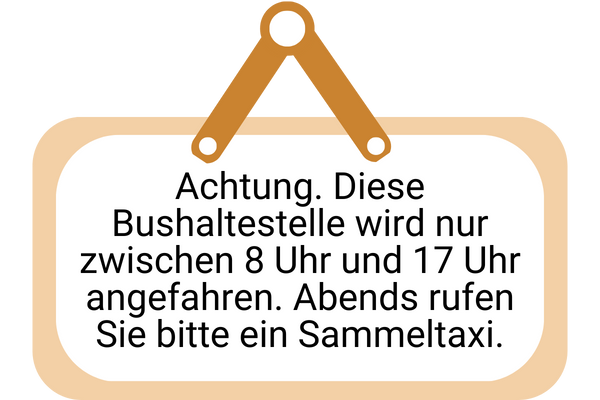 Achtung. Diese
Bushaltestelle wird nur
zwischen 8 Uhr und 17 Uhr
angefahren. Abends rufen
Sie bitte ein Sammeltaxi.